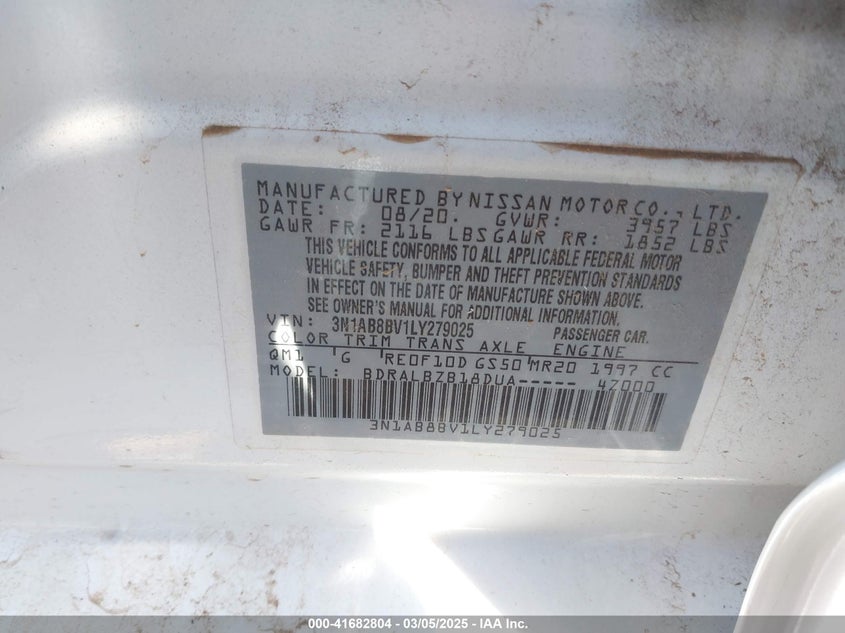 MANUFACTURED BY NISSAN MOTOR CO., LTD.
DATE: 08/20. GVWR: 3957 LBS
GAWR FR: 2116 LBS GAWR RR: 1852 LBS
THIS VEHICLE CONFORMS TO ALL APPLICABLE FEDERAL MOTOR
VEHICLE SAFETY, BUMPER AND THEFT PREVENTION STANDARDS
IN EFFECT ON THE DATE OF MANUFACTURE SHOWN ABOVE.
SEE OWNER'S MANUAL FOR ADDITIONAL INFORMATION.
VIN: 3N1AB8BV1LY279025 PASSENGER CAR.
COLOR TRIM TRANS AXLE ENGINE
QM1 G RE0F10D GS50 MR20 1997 CC
MODEL: BDRALBZB18DUA----- 4Z000
3N1AB8BV1LY279025
000-41682804 - 03/05/2025 - IAA Inc.